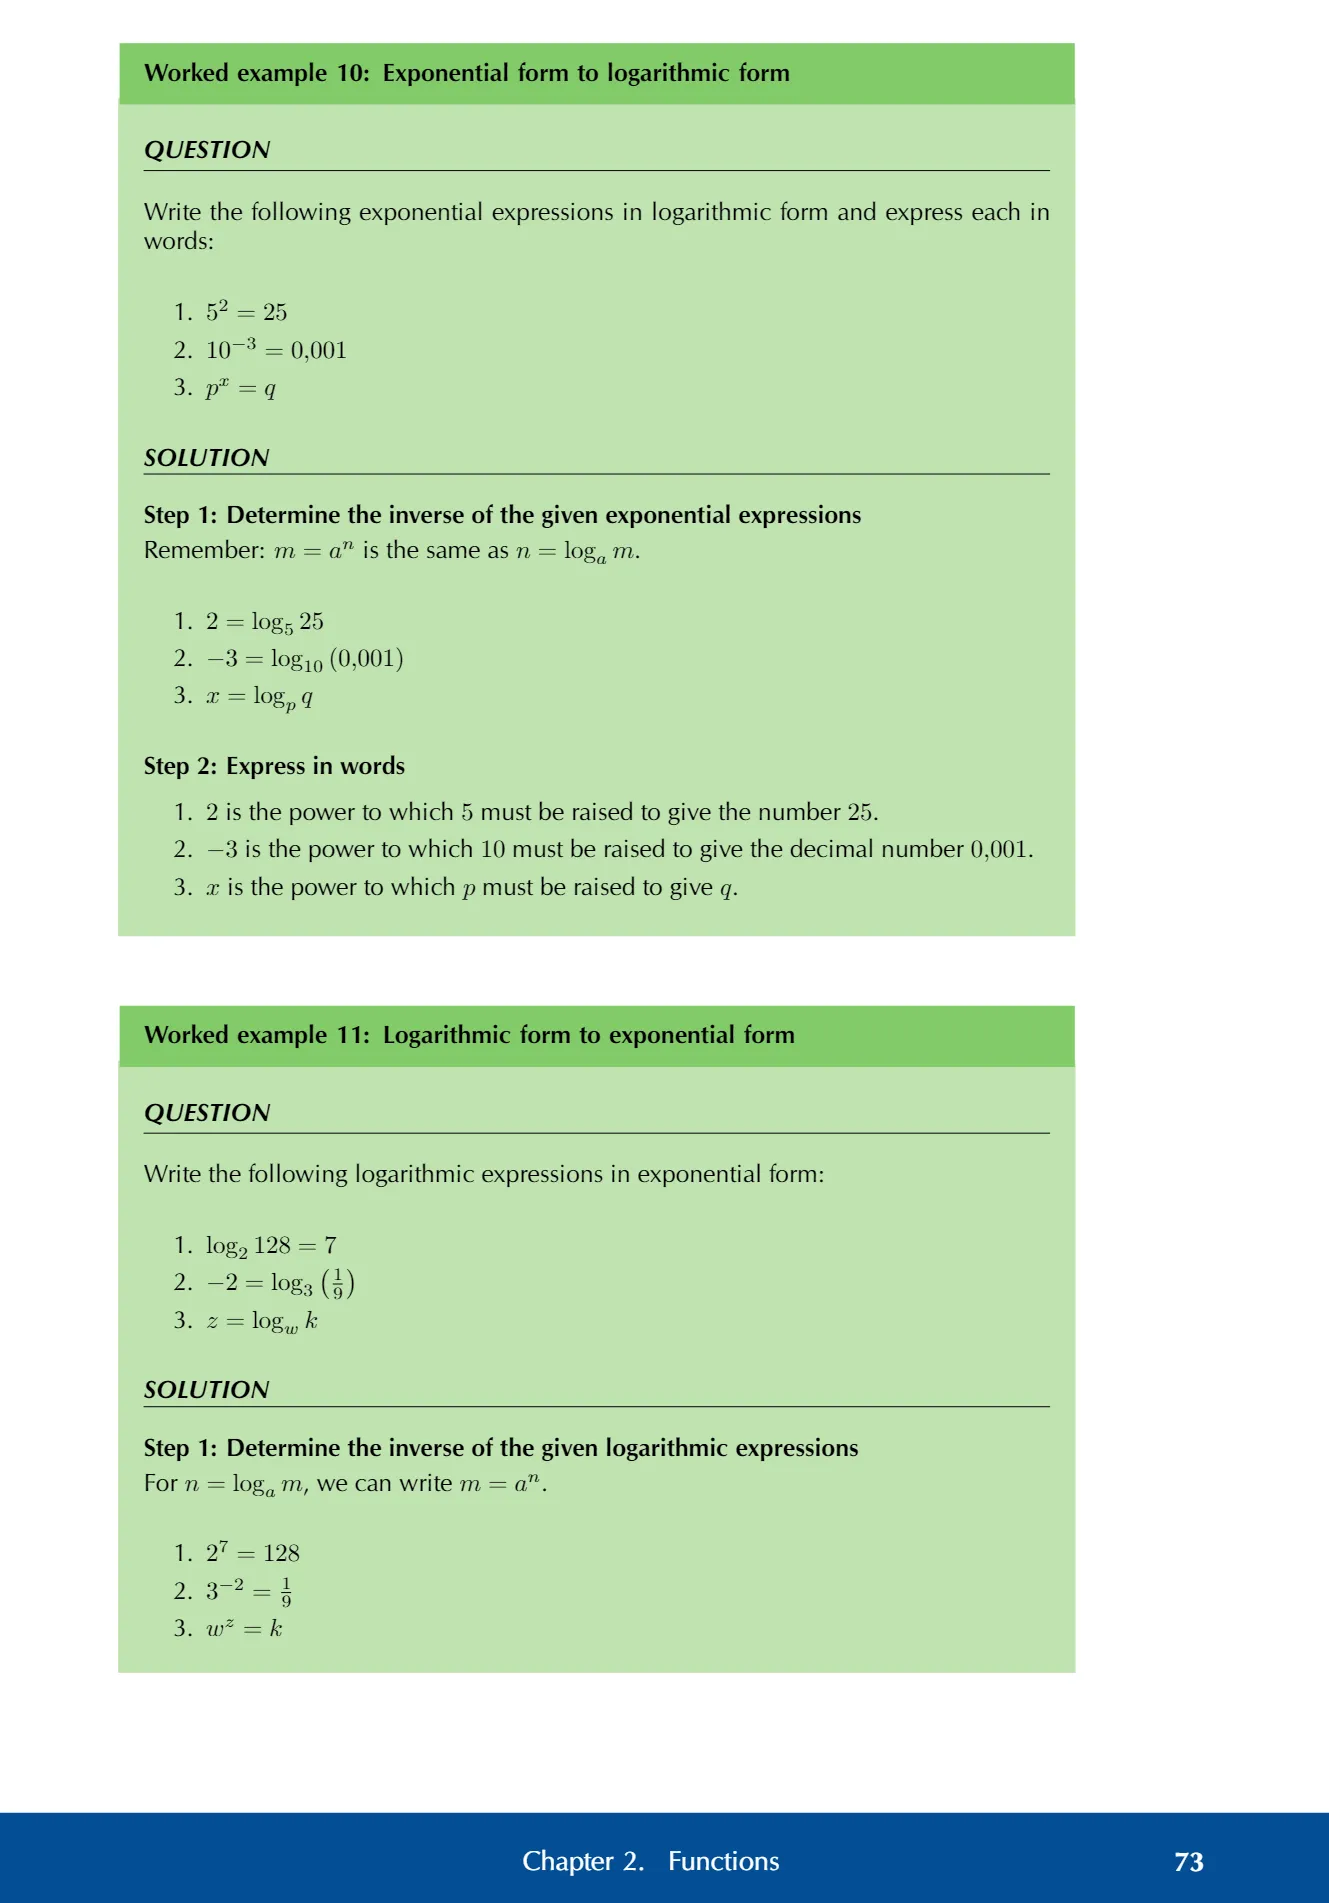 Worked example 10: Exponential form to logarithmic form
QUESTION
Write the following exponential expressions in logarithmic form and express each in
words:
1. $5^2 = 25$
2. $10^{-3} = 0{,}001$
3. $p^x = q$
SOLUTION
Step 1: Determine the inverse of the given exponential expressions
Remember: $m = a^n$ is the same as $n = \log_a m$.
1. $2 = \log_5 25$
2. $-3 = \log_{10} (0{,}001)$
3. $x = \log_p q$
Step 2: Express in words
1. 2 is the power to which 5 must be raised to give the number 25.
2. −3 is the power to which 10 must be raised to give the decimal number 0,001.
3. $x$ is the power to which $p$ must be raised to give $q$.
Worked example 11: Logarithmic form to exponential form
QUESTION
Write the following logarithmic expressions in exponential form:
1. $\log_2 128 = 7$
2. $-2 = \log_3 \left(\frac{1}{9}\right)$
3. $z = \log_w k$
SOLUTION
Step 1: Determine the inverse of the given logarithmic expressions
For $n = \log_a m$, we can write $m = a^n$.
1. $2^7 = 128$
2. $3^{-2} = \frac{1}{9}$
3. $w^z = k$
Chapter 2. Functions 73